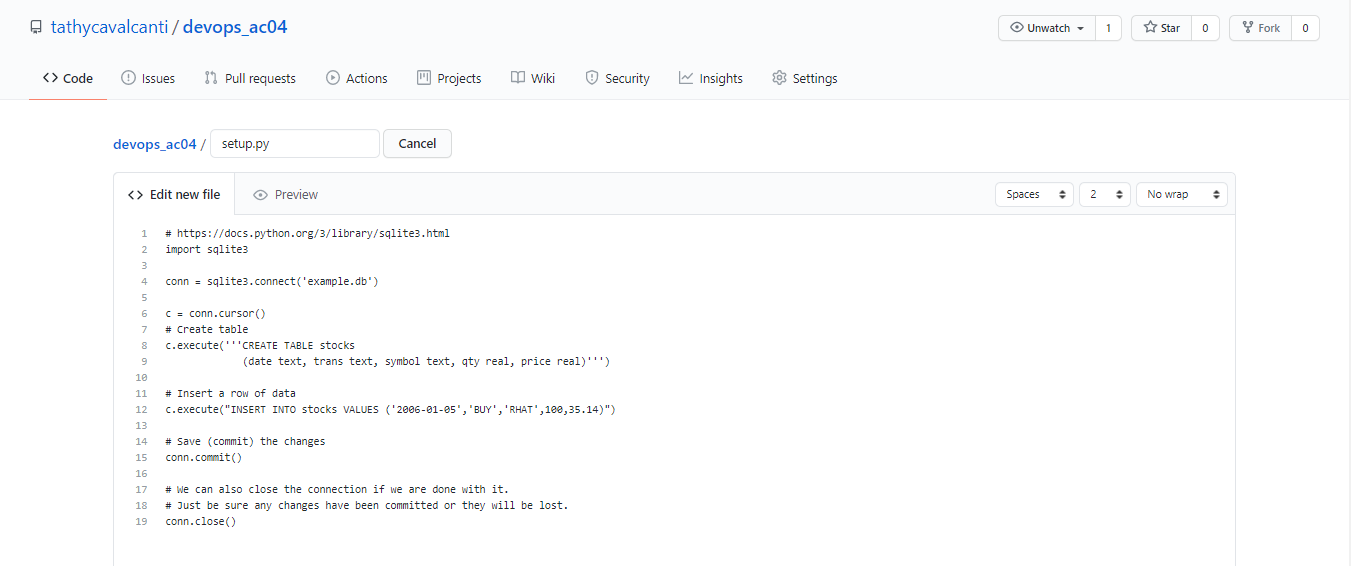 tathycavalcanti / devops_ac04
Unwatch 1 Star 0 Fork 0
Code Issues Pull requests Actions Projects Wiki Security Insights Settings
devops_ac04 / setup.py Cancel
Edit new file Preview Spaces 2 No wrap
1 # https://docs.python.org/3/library/sqlite3.html
2 import sqlite3
3
4 conn = sqlite3.connect('example.db')
5
6 c = conn.cursor()
7 # Create table
8 c.execute('''CREATE TABLE stocks
9 (date text, trans text, symbol text, qty real, price real)''')
10
11 # Insert a row of data
12 c.execute("INSERT INTO stocks VALUES ('2006-01-05','BUY','RHAT',100,35.14)")
13
14 # Save (commit) the changes
15 conn.commit()
16
17 # We can also close the connection if we are done with it.
18 # Just be sure any changes have been committed or they will be lost.
19 conn.close()